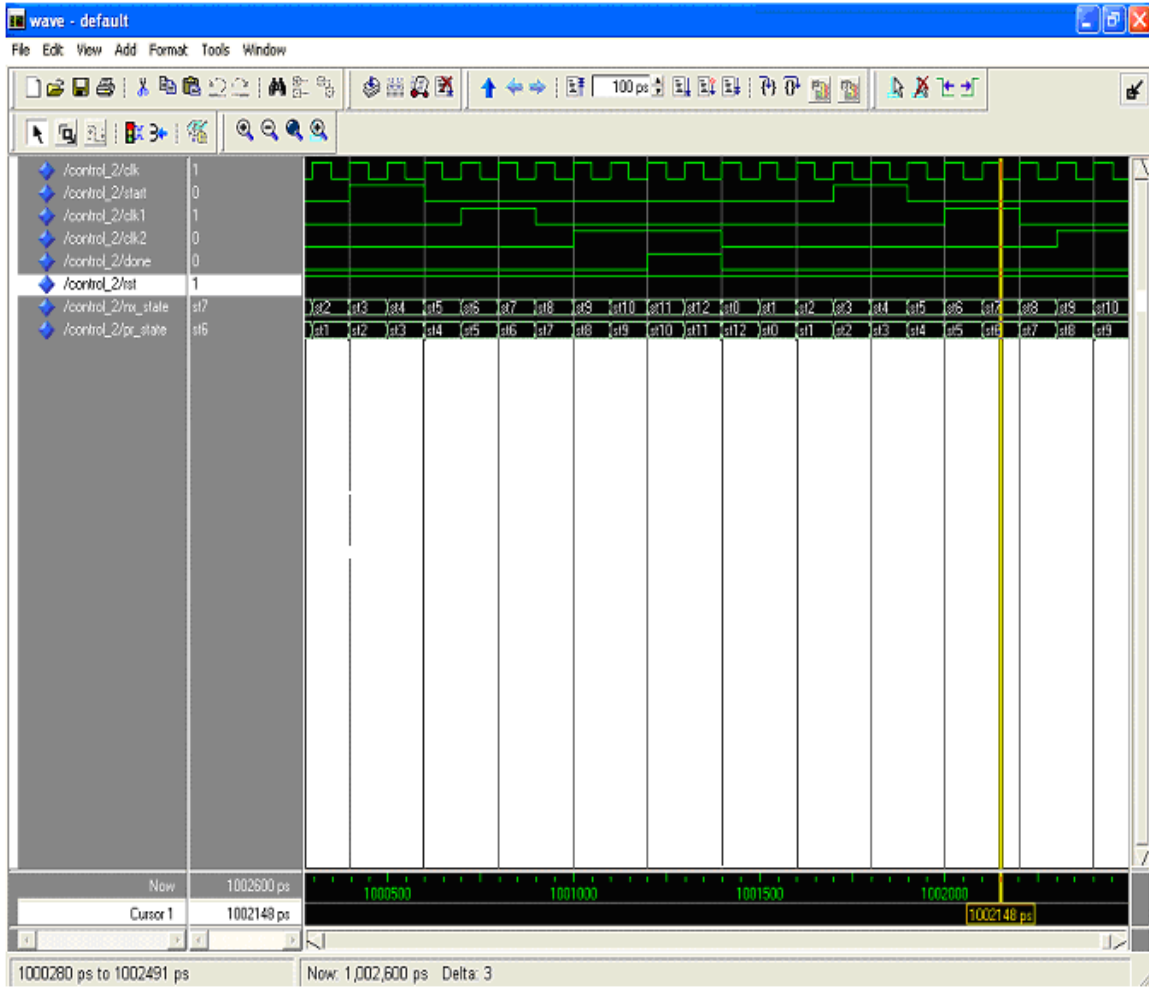 wave - default
File Edit View Add Format Tools Window
100 ps
/control_2/clk 1
/control_2/start 0
/control_2/clk1 1
/control_2/clk2 0
/control_2/done 0
/control_2/rst 1
/control_2/nx_state st7 st2 st3 st4 st5 st6 st7 st8 st9 st10 st11 st12 st0 st1 st2 st3 st4 st5 st6 st7 st8 st9 st10
/control_2/pr_state st6 st1 st2 st3 st4 st5 st6 st7 st8 st9 st10 st11 st12 st0 st1 st2 st3 st4 st5 st6 st7 st8 st9
Now 1002600 ps 1000500 1001000 1001500 1002000
Cursor 1 1002148 ps 1002148 ps
1000280 ps to 1002491 ps Now: 1,002,600 ps Delta: 3